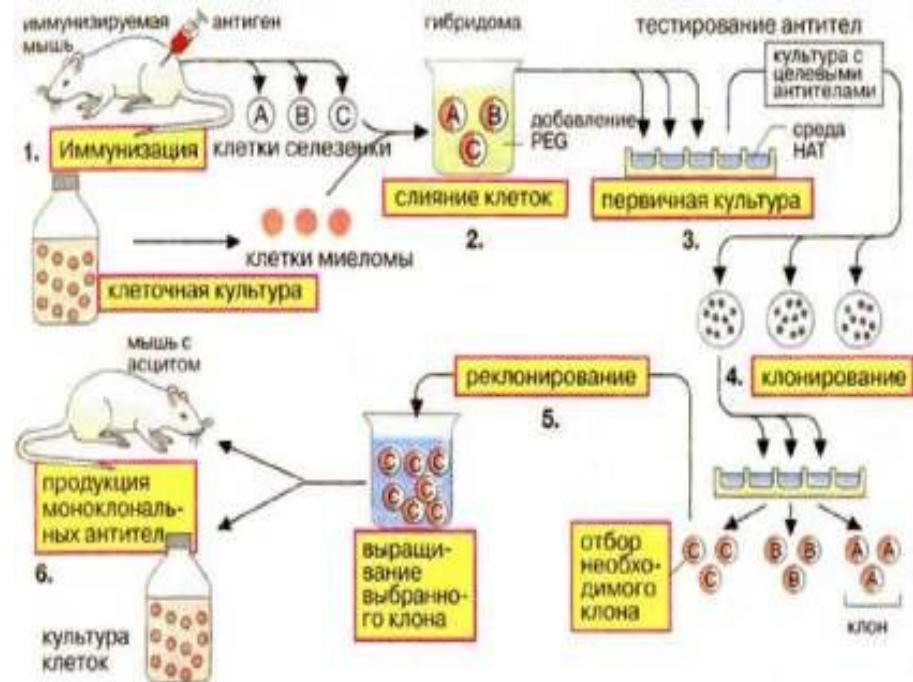 иммунизируемая
мышь
антиген
А В С
1. Иммунизация
клетки селезенки
клетки миеломы
клеточная культура
гибридома
А В
С
добавление
PEG
слияние клеток
2.
тестирование антител
культура с
целевыми
антителами
среда
НАТ
первичная культура
3.
4. клонирование
реклонирование
5.
отбор
необхо-
димого
клона
С С
С
В В
В
А А
А
клон
С С С
С С
С С
С
выращи-
вание
выбранно-
го клона
мышь с
асцитом
продукция
моноклональ-
ных антител
6.
культура
клеток